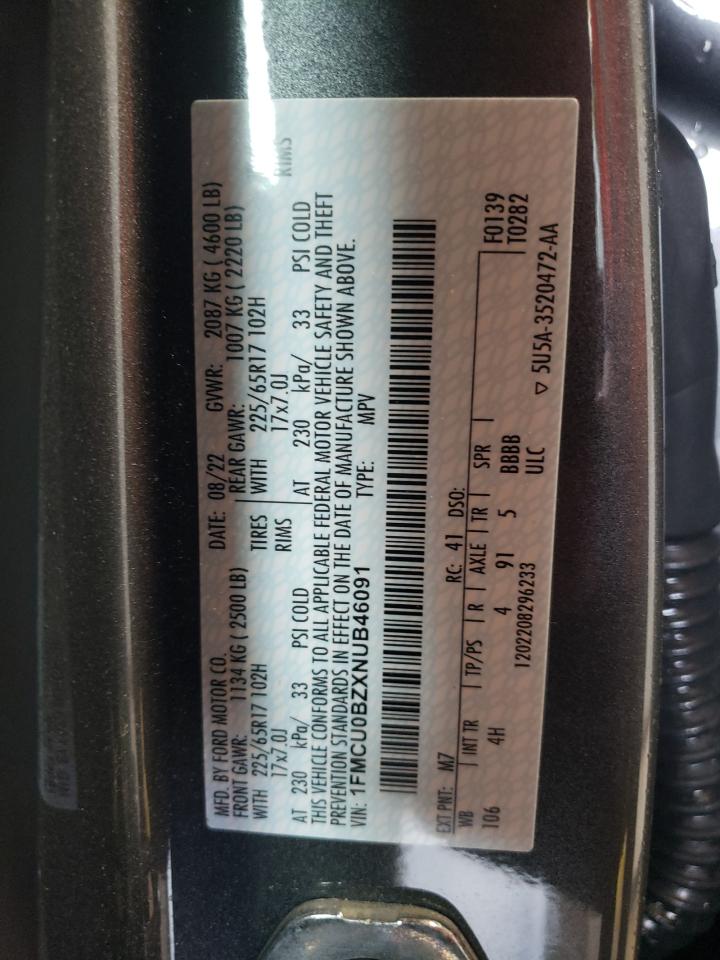 MFD. BY FORD MOTOR CO.
DATE: 08/22 GVWR: 2087 KG ( 4600 LB)
FRONT GAWR: 1134 KG ( 2500 LB)
REAR GAWR: 1007 KG ( 2220 LB)
WITH 225/65R17 102H TIRES WITH 225/65R17 102H
17x7.0J RIMS 17x7.0J RIMS
AT 230 kPa/ 33 PSI COLD AT 230 kPa/ 33 PSI COLD
THIS VEHICLE CONFORMS TO ALL APPLICABLE FEDERAL MOTOR VEHICLE SAFETY AND THEFT
PREVENTION STANDARDS IN EFFECT ON THE DATE OF MANUFACTURE SHOWN ABOVE.
VIN: 1FMCU0BZXNUB46091 TYPE: MPV
EXT PNT: M7 RC: 41 DSO:
WB INT TR TP/PS R AXLE TR SPR F0139
106 4H 4 91 5 BBBB T0282
1202208296233 ULC ▽ 5U5A-3520472-AA